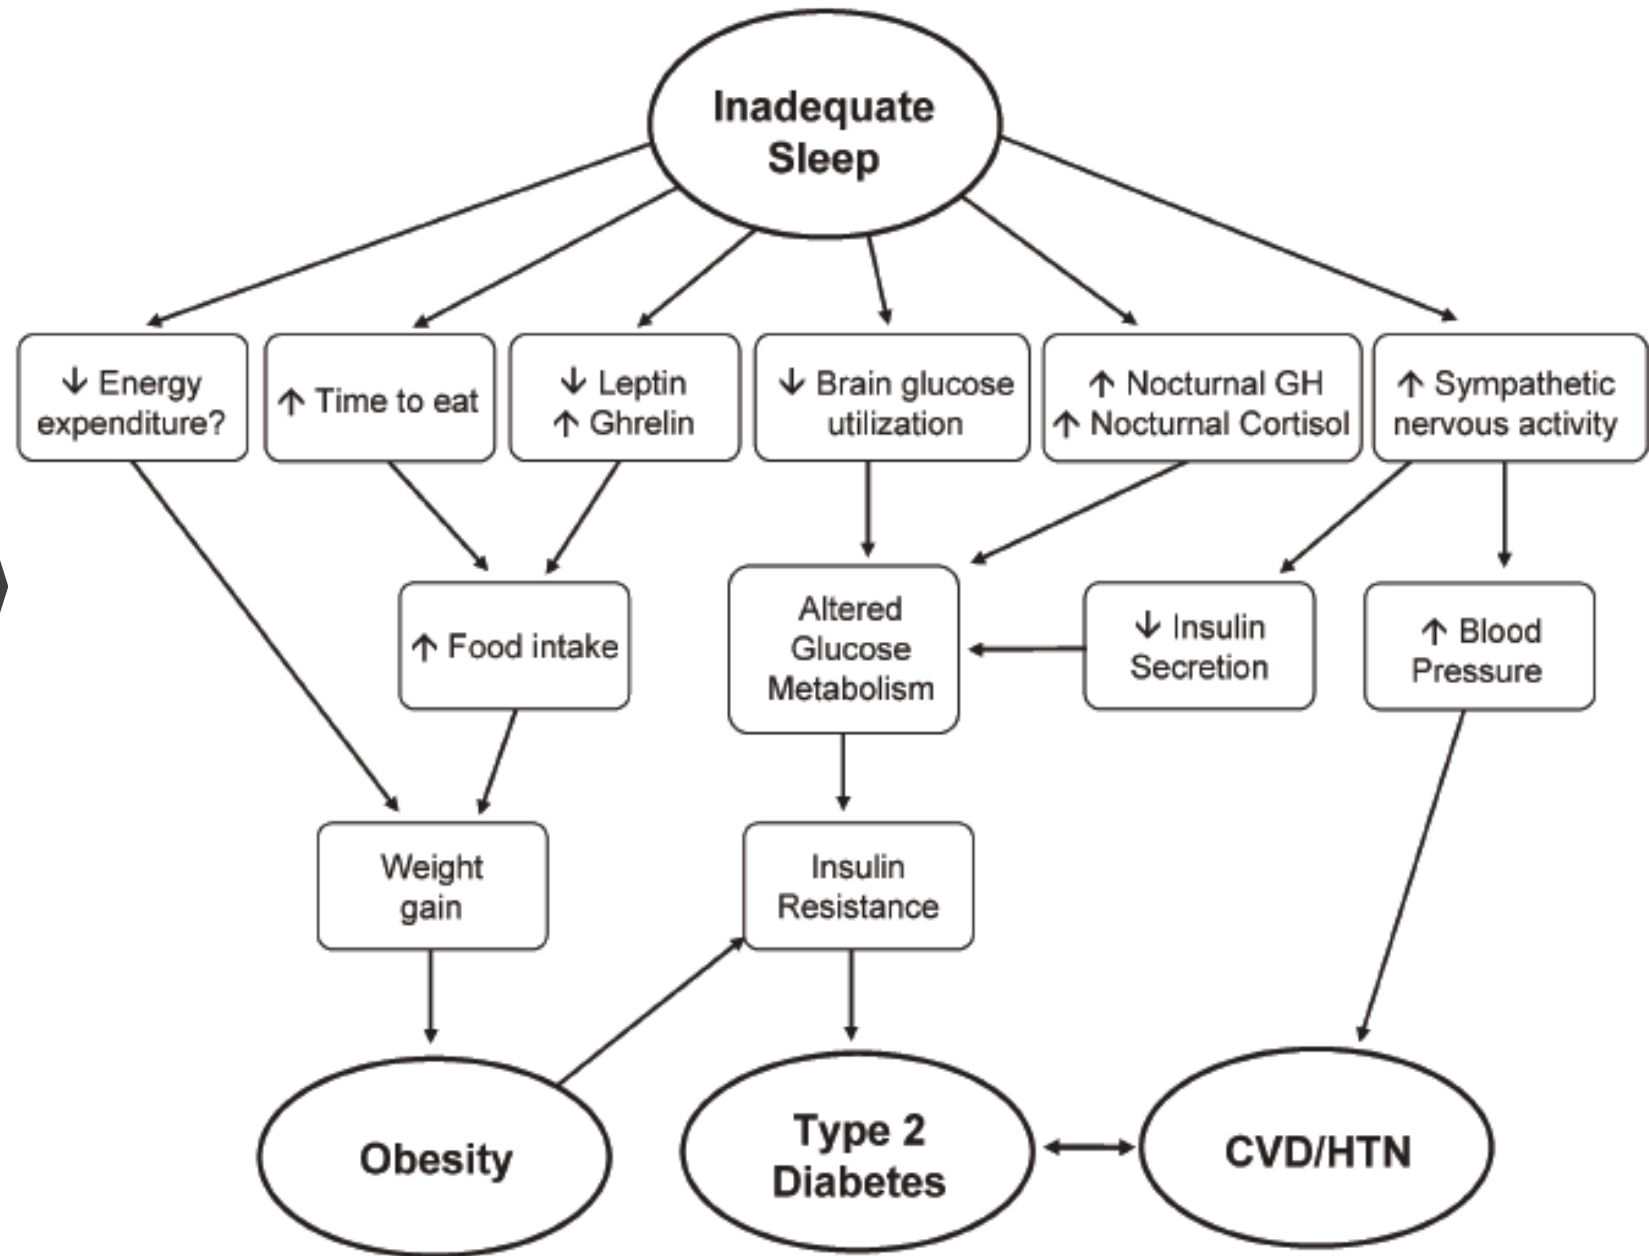 Inadequate
Sleep
↓ Energy
expenditure?
↑ Time to eat
↓ Leptin
↑ Ghrelin
↓ Brain glucose
utilization
↑ Nocturnal GH
↑ Nocturnal Cortisol
↑ Sympathetic
nervous activity
↑ Food intake
Altered
Glucose
Metabolism
↓ Insulin
Secretion
↑ Blood
Pressure
Weight
gain
Insulin
Resistance
Obesity
Type 2
Diabetes
CVD/HTN